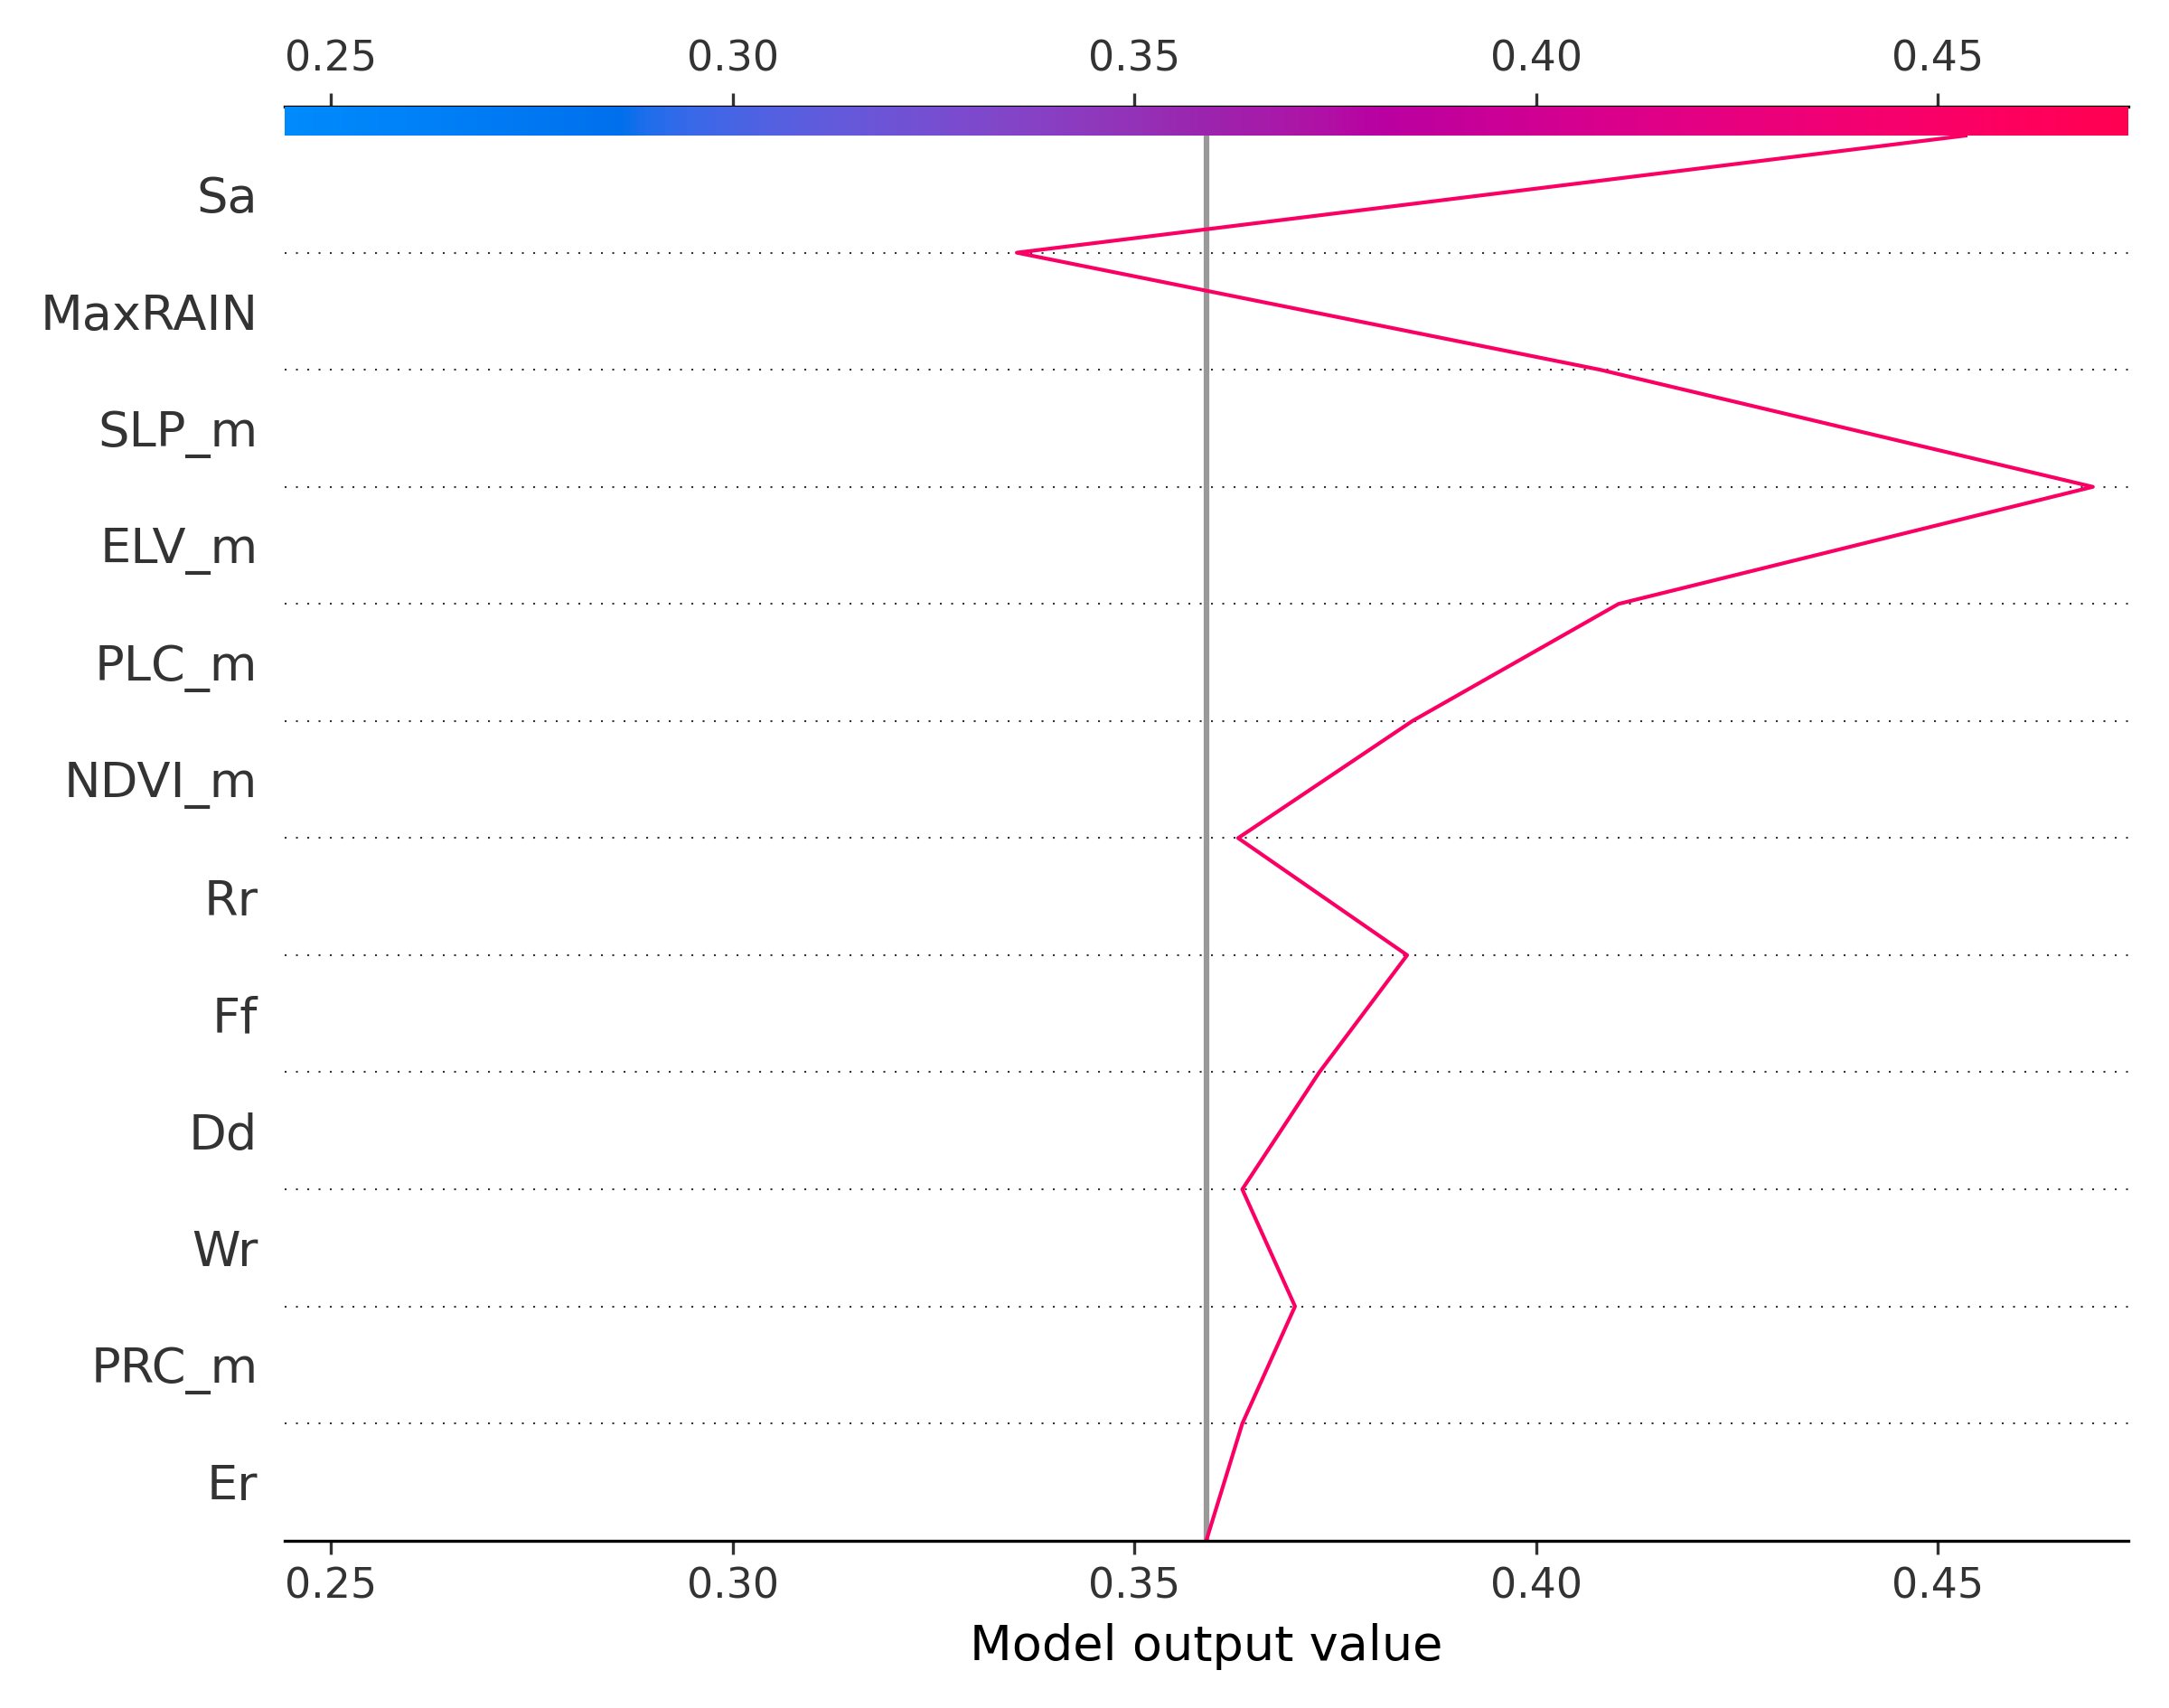 0.25 0.30 0.35 0.40 0.45
Sa
MaxRAIN
SLP_m
ELV_m
PLC_m
NDVI_m
Rr
Ff
Dd
Wr
PRC_m
Er
0.25 0.30 0.35 0.40 0.45
Model output value